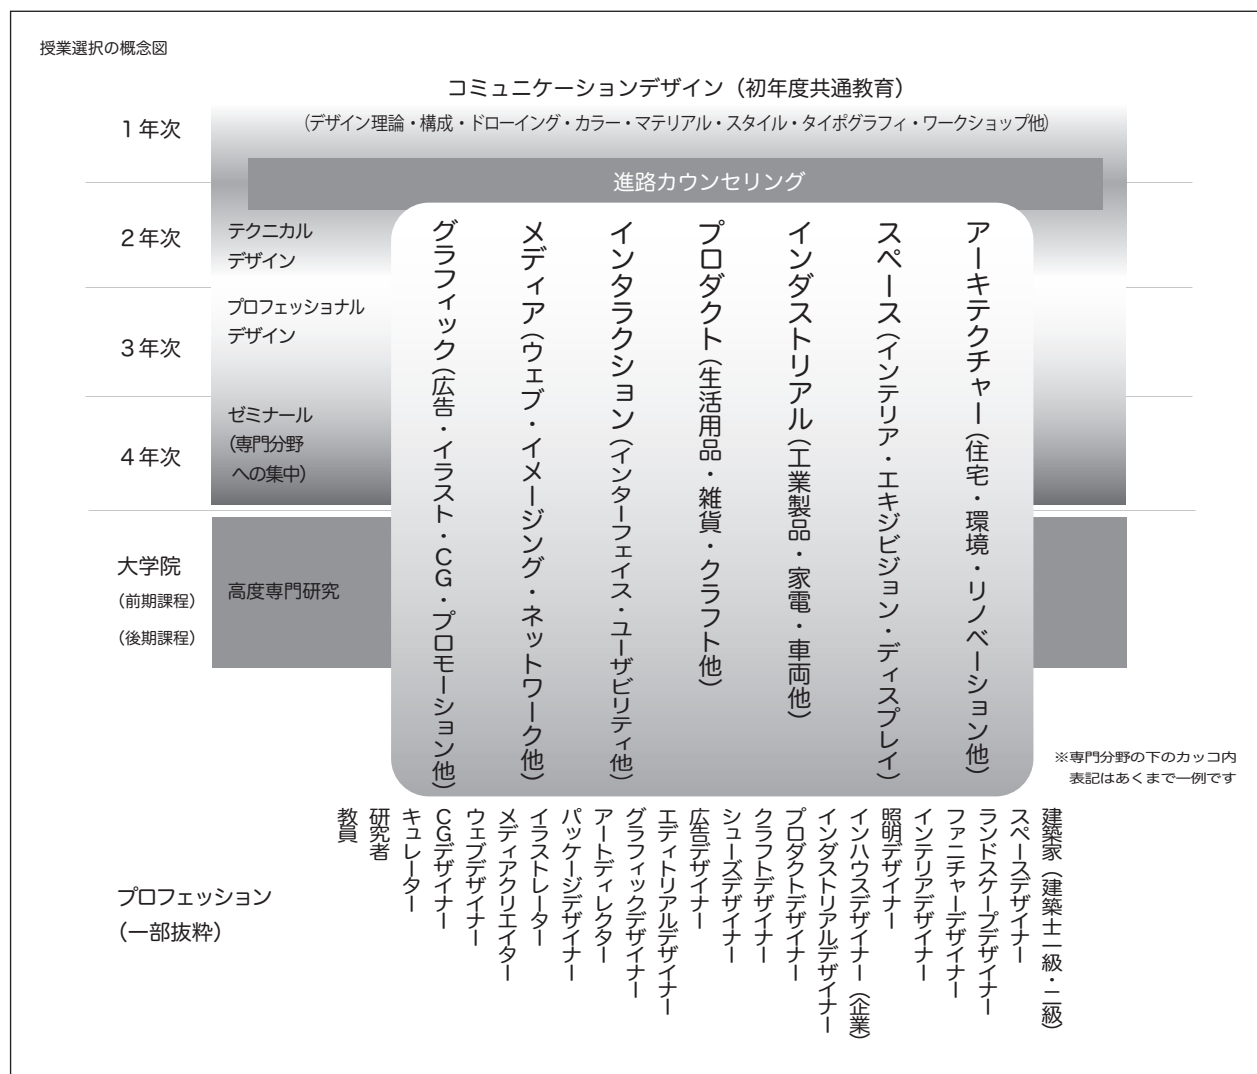 授業選択の概念図
コミュニケーションデザイン（初年度共通教育）
1年次
（デザイン理論・構成・ドローイング・カラー・マテリアル・スタイル・タイポグラフィ・ワークショップ他）
進路カウンセリング
2年次
テクニカル
デザイン
3年次
プロフェッショナル
デザイン
4年次
ゼミナール
（専門分野
への集中）
大学院
（前期課程）
（後期課程）
高度専門研究
アーキテクチャー（住宅・環境・リノベーション他）
スペース（インテリア・エキジビジョン・ディスプレイ）
インダストリアル（工業製品・家電・車両他）
プロダクト（生活用品・雑貨・クラフト他）
インタラクション（インターフェイス・ユーザビリティ他）
メディア（ウェブ・イメージング・ネットワーク他）
グラフィック（広告・イラスト・CG・プロモーション他）
※専門分野の下のカッコ内
表記はあくまで一例です
プロフェッション
（一部抜粋）
建築家（建築士一級・二級）
スペースデザイナー
ランドスケープデザイナー
ファニチャーデザイナー
インテリアデザイナー
照明デザイナー
インハウスデザイナー（企業）
インダストリアルデザイナー
プロダクトデザイナー
クラフトデザイナー
シューズデザイナー
広告デザイナー
エディトリアルデザイナー
グラフィックデザイナー
アートディレクター
パッケージデザイナー
イラストレーター
メディアクリエイター
ウェブデザイナー
CGデザイナー
キュレーター
研究者
教員